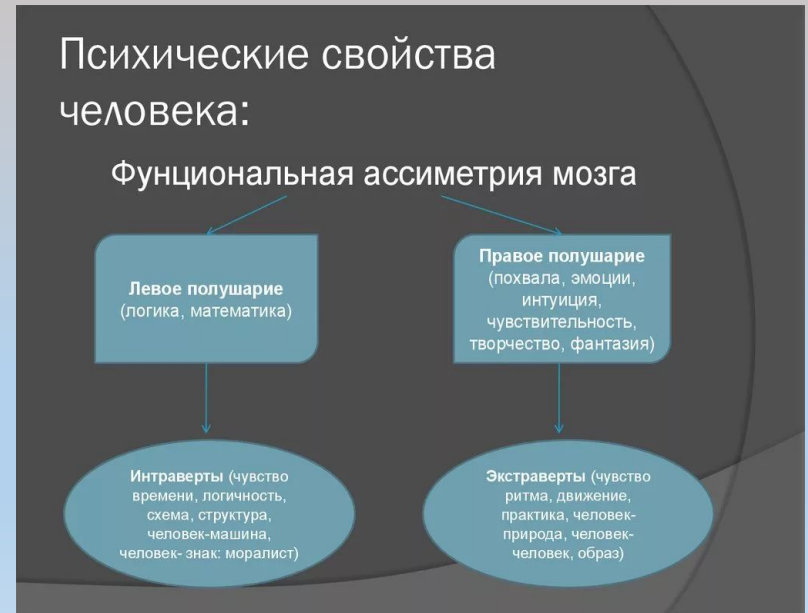 Психические свойства
человека:
Фунциональная ассиметрия мозга
Левое полушарие
(логика, математика)
Правое полушарие
(похвала, эмоции,
интуиция,
чувствительность,
творчество, фантазия)
Интраверты (чувство
времени, логичность,
схема, структура,
человек-машина,
человек- знак: моралист)
Экстраверты (чувство
ритма, движение,
практика, человек-
природа, человек-
человек, образ)